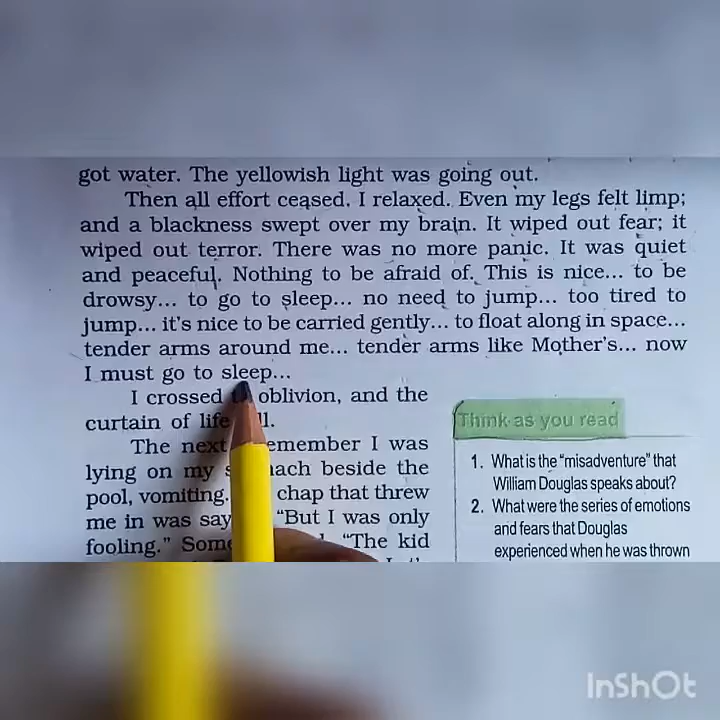 got water. The yellowish light was going out.
Then all effort ceased. I relaxed. Even my legs felt limp;
and a blackness swept over my brain. It wiped out fear; it
wiped out terror. There was no more panic. It was quiet
and peaceful. Nothing to be afraid of. This is nice... to be
drowsy... to go to sleep... no need to jump... too tired to
jump... it's nice to be carried gently... to float along in space...
tender arms around me... tender arms like Mother's... now
I must go to sleep...
I crossed oblivion, and the
curtain of life
The next remember I was
lying on my beside the
pool, vomiting. chap that threw
me in was "But I was only
fooling." "The kid
Think as you read
1. What is the "misadventure" that
William Douglas speaks about?
2. What were the series of emotions
and fears that Douglas
experienced when he was thrown
InShOt